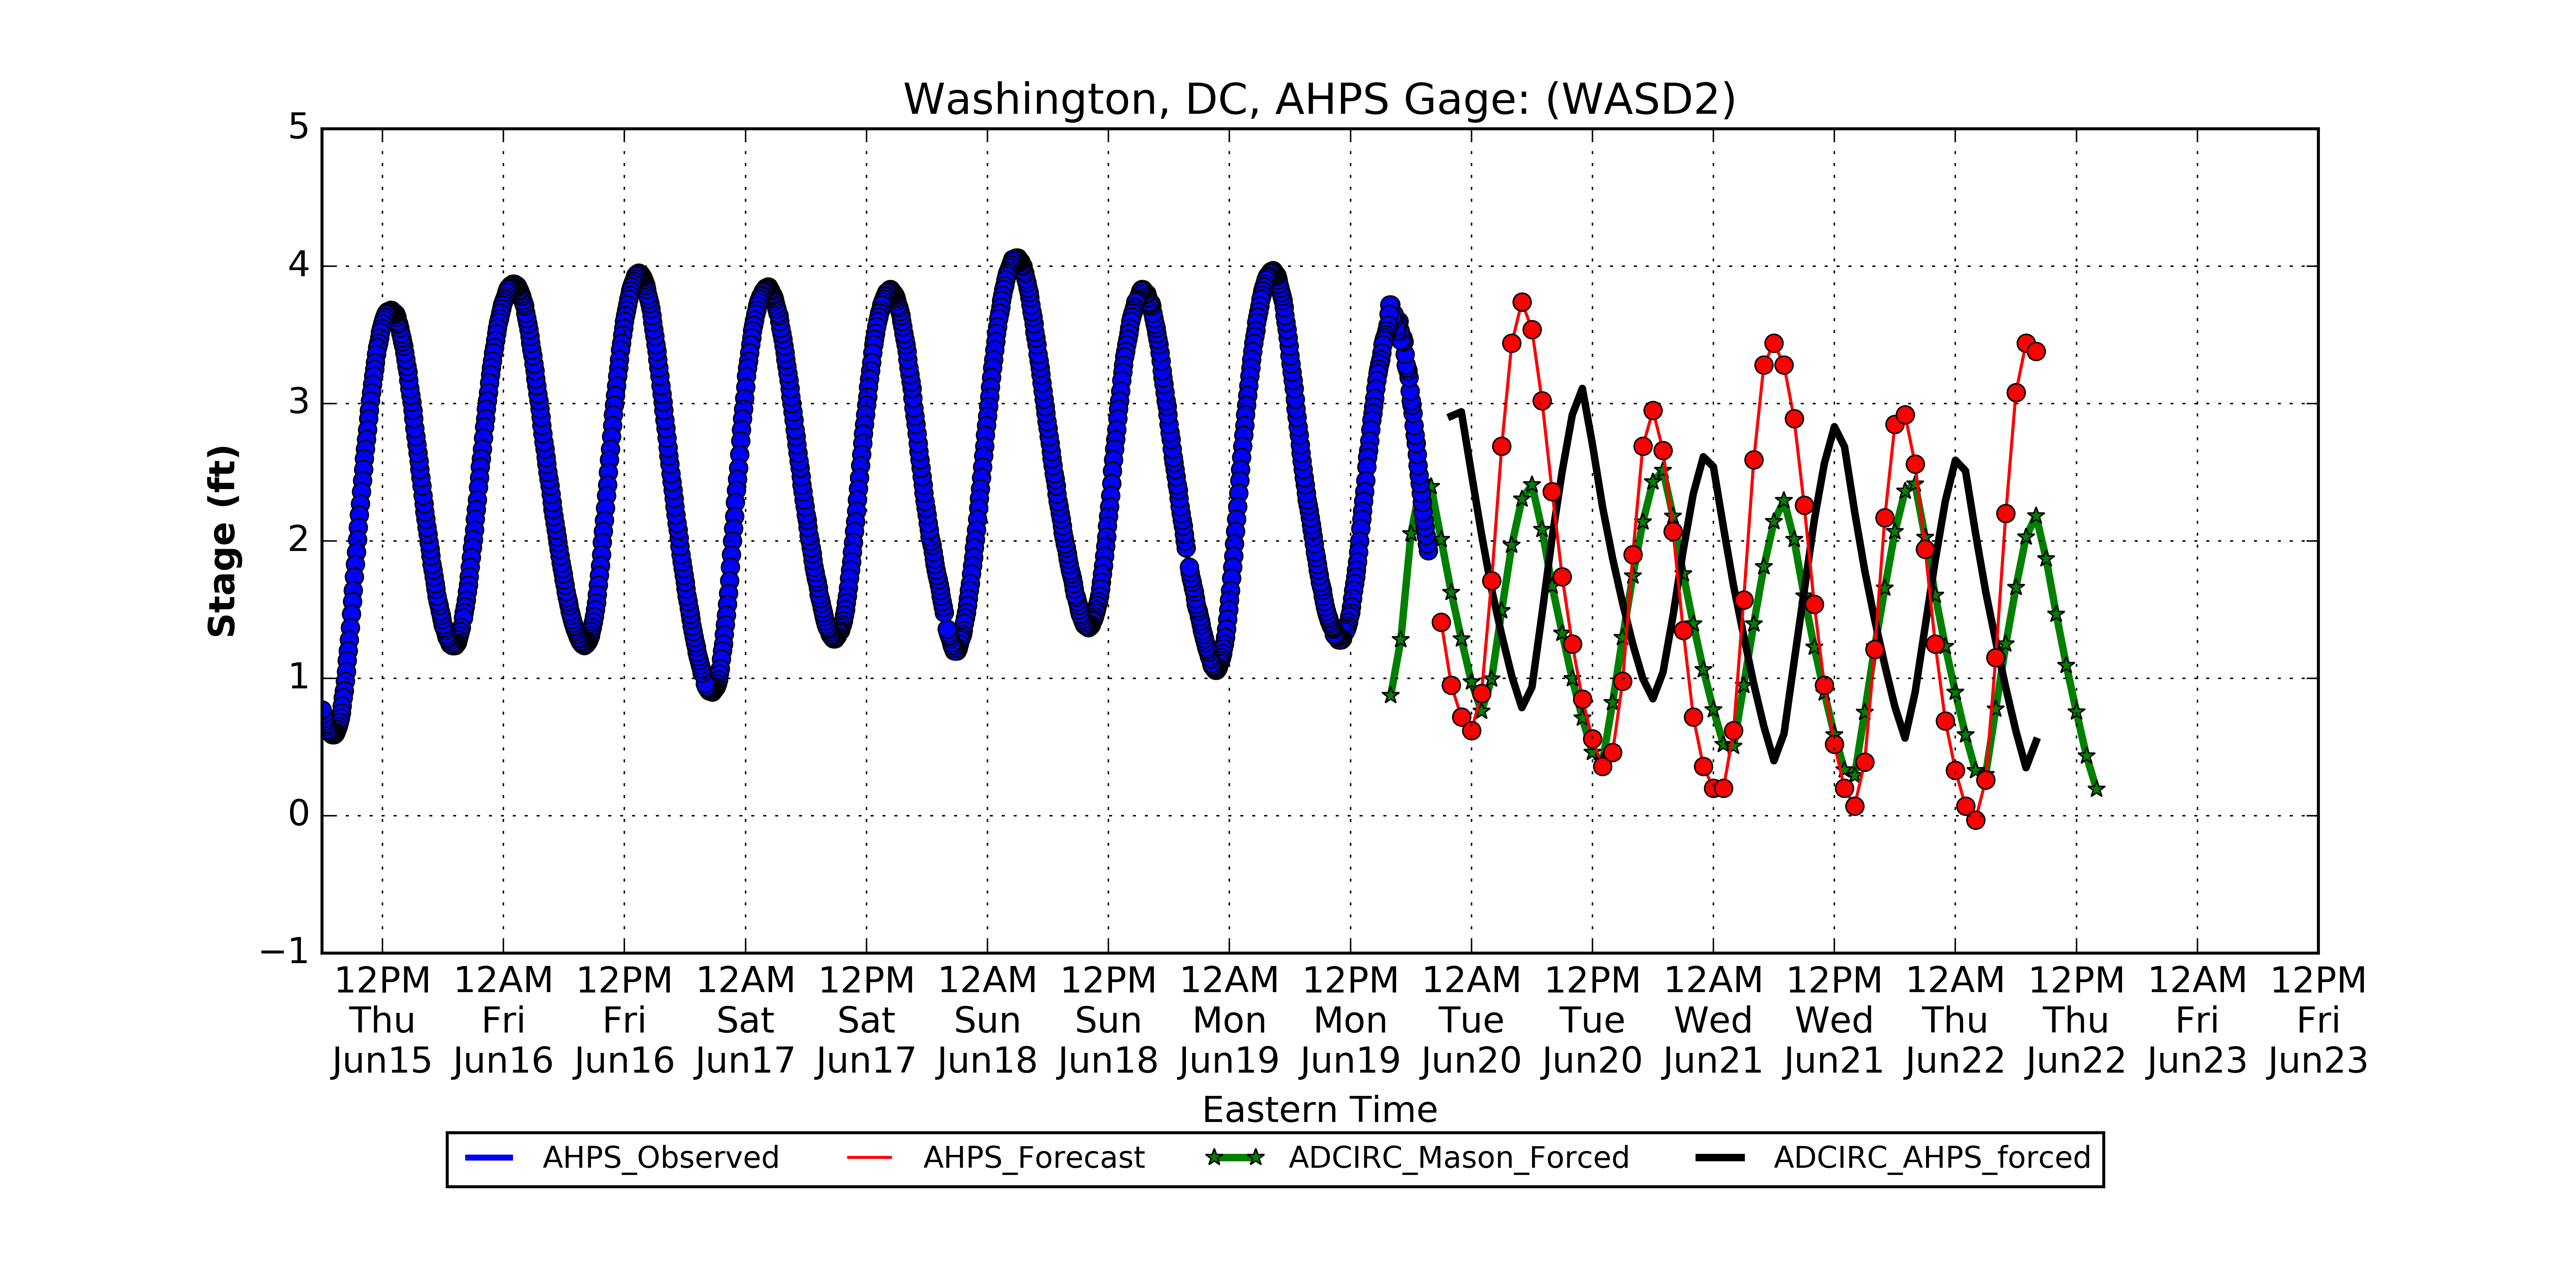 Washington, DC, AHPS Gage: (WASD2)
5
4
3
2
1
0
−1
Stage (ft)
12PM 12AM 12PM 12AM 12PM 12AM 12PM 12AM 12PM 12AM 12PM 12AM 12PM 12AM 12PM 12AM 12PM
Thu Fri Fri Sat Sat Sun Sun Mon Mon Tue Tue Wed Wed Thu Thu Fri Fri
Jun15 Jun16 Jun16 Jun17 Jun17 Jun18 Jun18 Jun19 Jun19 Jun20 Jun20 Jun21 Jun21 Jun22 Jun22 Jun23 Jun23
Eastern Time
AHPS_Observed AHPS_Forecast ADCIRC_Mason_Forced ADCIRC_AHPS_forced